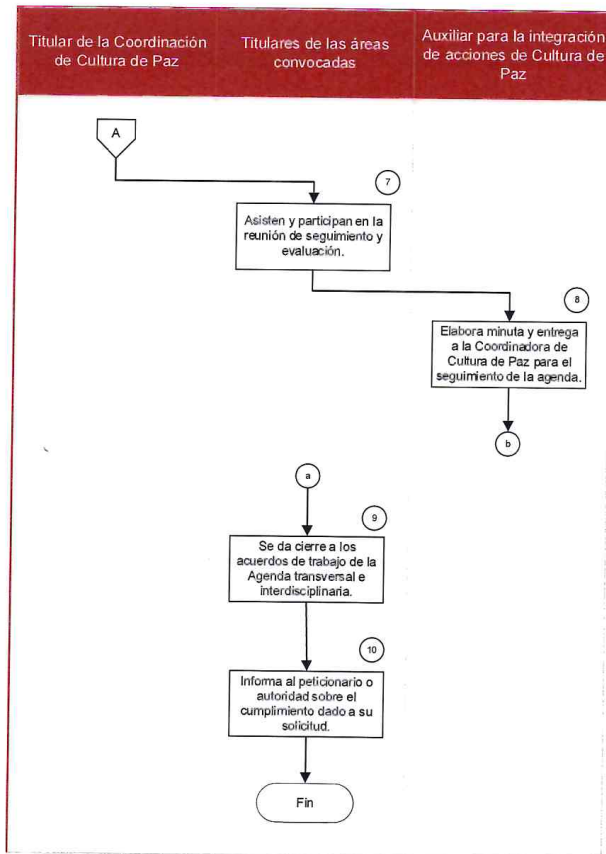 Titular de la Coordinación
de Cultura de Paz
Titulares de las áreas
convocadas
Auxiliar para la integración
de acciones de Cultura de
Paz
A
7
Asisten y participan en la
reunión de seguimiento y
evaluación.
8
Elabora minuta y entrega
a la Coordinadora de
Cultura de Paz para el
seguimiento de la agenda.
b
a
9
Se da cierre a los
acuerdos de trabajo de la
Agenda transversal e
interdisciplinaria.
10
Informa al peticionario o
autoridad sobre el
cumplimiento dado a su
solicitud.
Fin